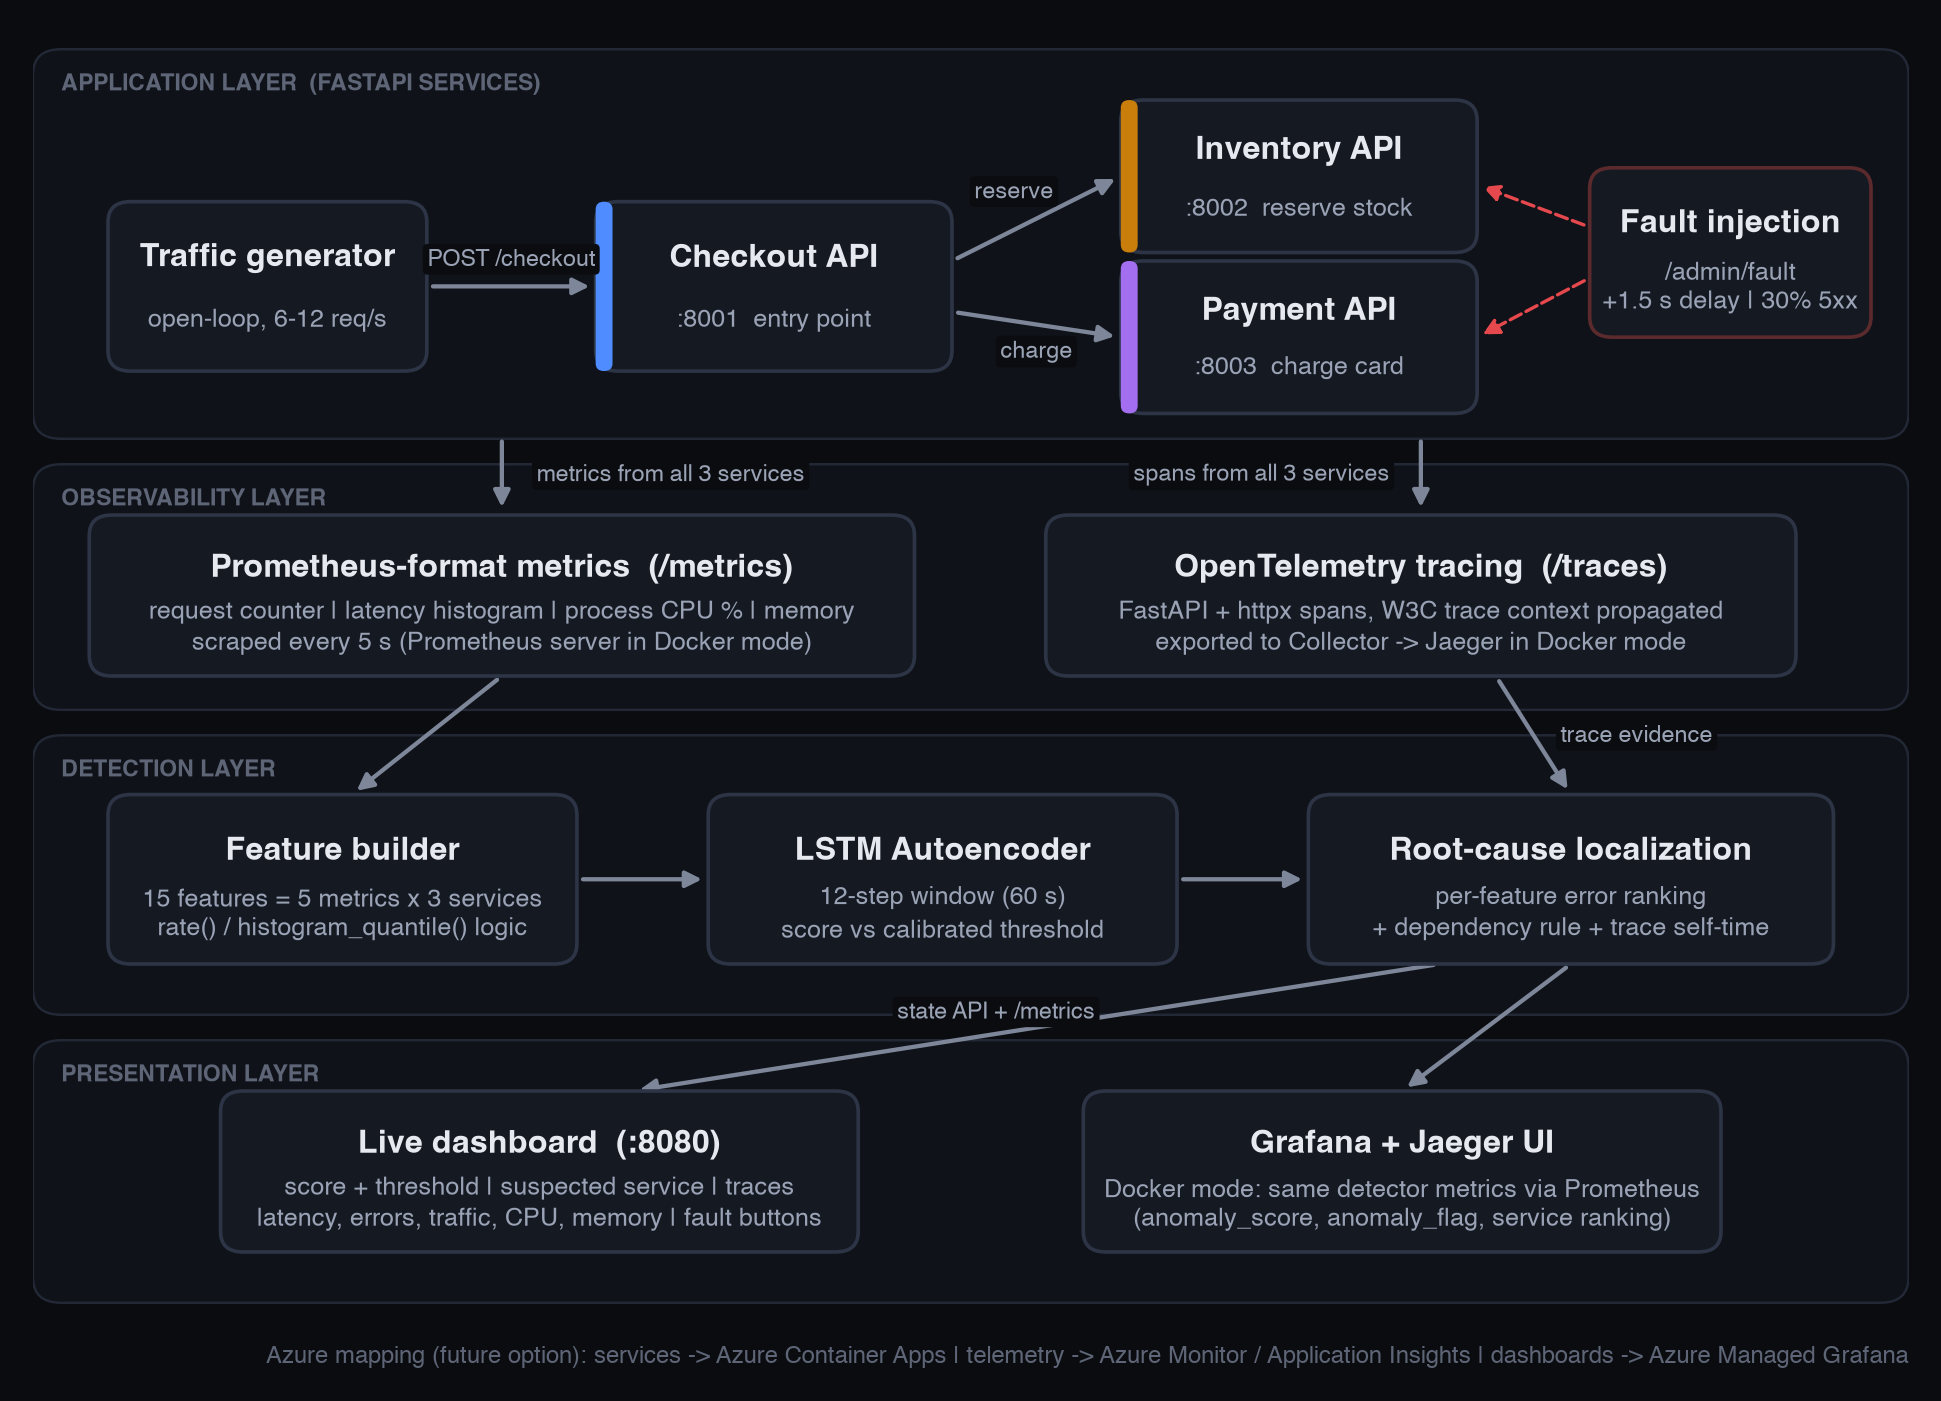 APPLICATION LAYER  (FASTAPI SERVICES)
Traffic generator
open-loop, 6-12 req/s
POST /checkout
Checkout API
:8001  entry point
reserve
charge
Inventory API
:8002  reserve stock
Payment API
:8003  charge card
Fault injection
/admin/fault
+1.5 s delay | 30% 5xx
metrics from all 3 services
spans from all 3 services
OBSERVABILITY LAYER
Prometheus-format metrics  (/metrics)
request counter | latency histogram | process CPU % | memory
scraped every 5 s (Prometheus server in Docker mode)
OpenTelemetry tracing  (/traces)
FastAPI + httpx spans, W3C trace context propagated
exported to Collector -> Jaeger in Docker mode
trace evidence
DETECTION LAYER
Feature builder
15 features = 5 metrics x 3 services
rate() / histogram_quantile() logic
LSTM Autoencoder
12-step window (60 s)
score vs calibrated threshold
Root-cause localization
per-feature error ranking
+ dependency rule + trace self-time
state API + /metrics
PRESENTATION LAYER
Live dashboard  (:8080)
score + threshold | suspected service | traces
latency, errors, traffic, CPU, memory | fault buttons
Grafana + Jaeger UI
Docker mode: same detector metrics via Prometheus
(anomaly_score, anomaly_flag, service ranking)
Azure mapping (future option): services -> Azure Container Apps | telemetry -> Azure Monitor / Application Insights | dashboards -> Azure Managed Grafana